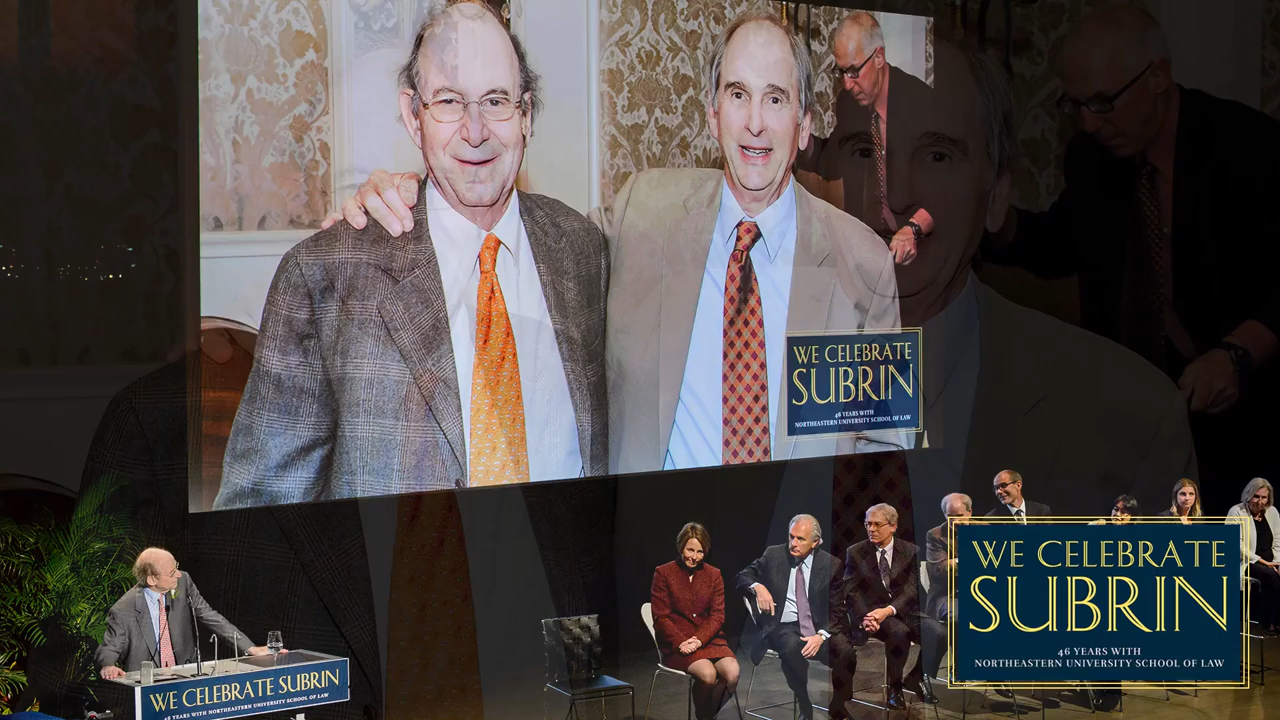 WE CELEBRATE
SUBRIN
46 YEARS WITH
NORTHEASTERN UNIVERSITY SCHOOL OF LAW
WE CELEBRATE
SUBRIN
46 YEARS WITH
NORTHEASTERN UNIVERSITY SCHOOL OF LAW
WE CELEBRATE SUBRIN
46 YEARS WITH NORTHEASTERN UNIVERSITY SCHOOL OF LAW